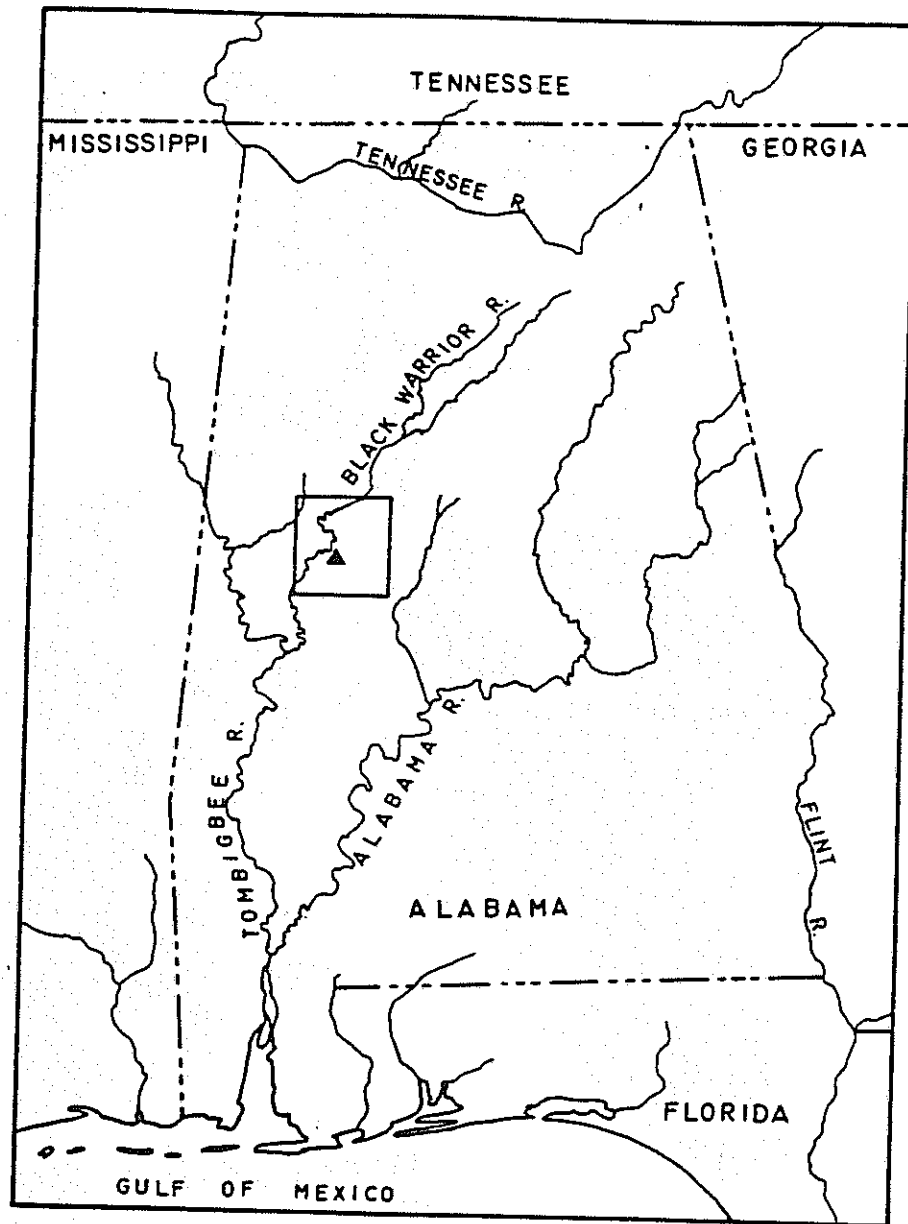 TENNESSEE
MISSISSIPPI
GEORGIA
TENNESSEE R.
BLACK WARRIOR R.
TOMBIGBEE R.
ALABAMA R.
FLINT R.
ALABAMA
FLORIDA
GULF OF MEXICO